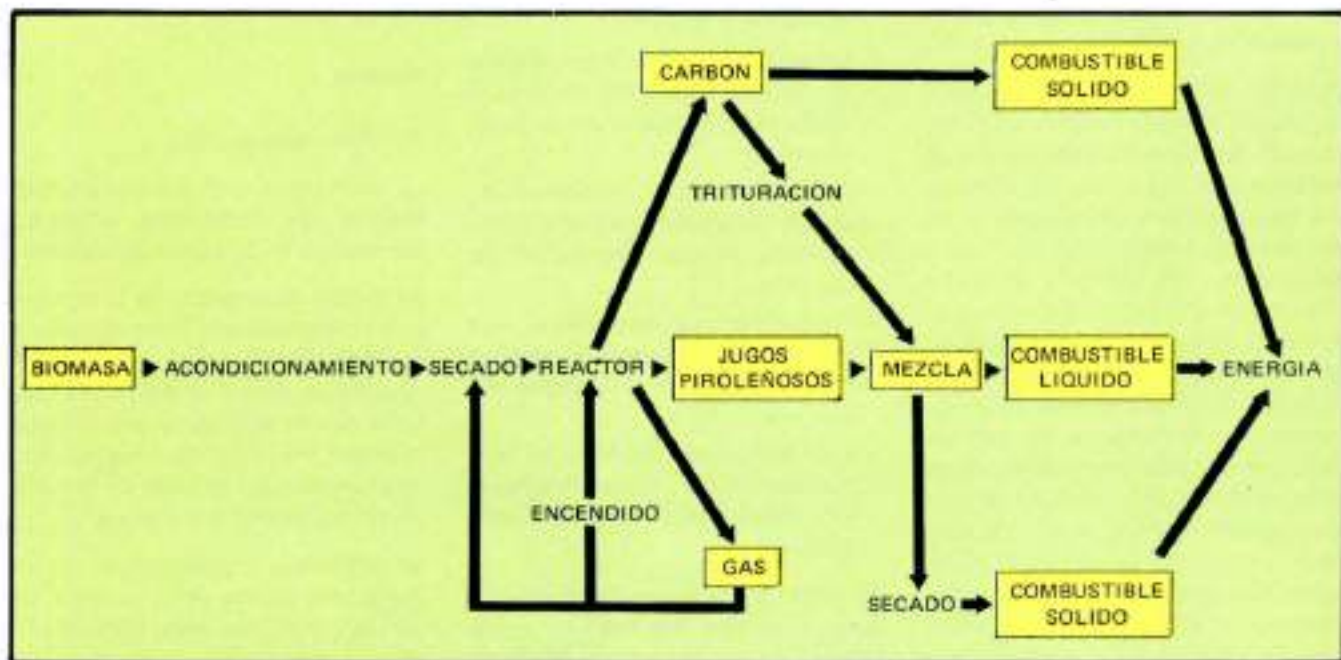 CARBON
COMBUSTIBLE
SOLIDO
TRITURACION
BIOMASA
ACONDICIONAMIENTO
SECADO
REACTOR
JUGOS
PIROLEÑOSOS
MEZCLA
COMBUSTIBLE
LIQUIDO
ENERGIA
ENCENDIDO
GAS
SECADO
COMBUSTIBLE
SOLIDO